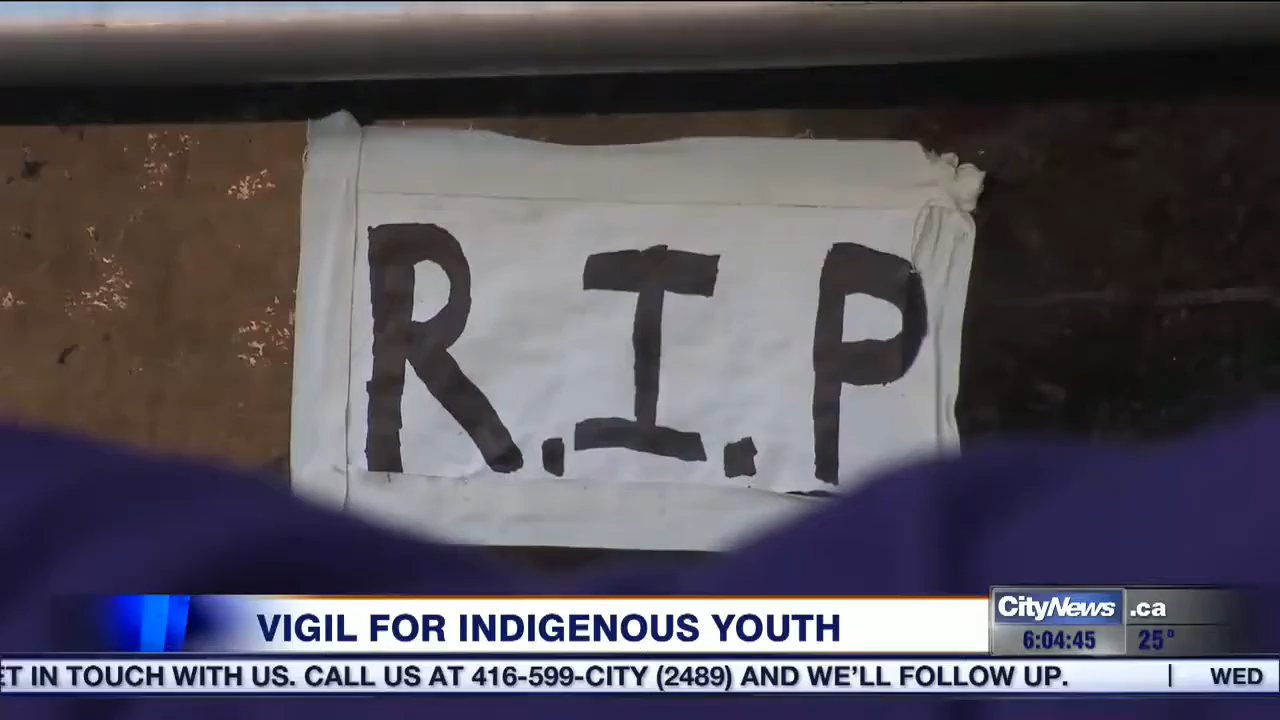 R.I.P
VIGIL FOR INDIGENOUS YOUTH
CityNews .ca
6:04:45 25°
ET IN TOUCH WITH US. CALL US AT 416-599-CITY (2489) AND WE'LL FOLLOW UP. | WED